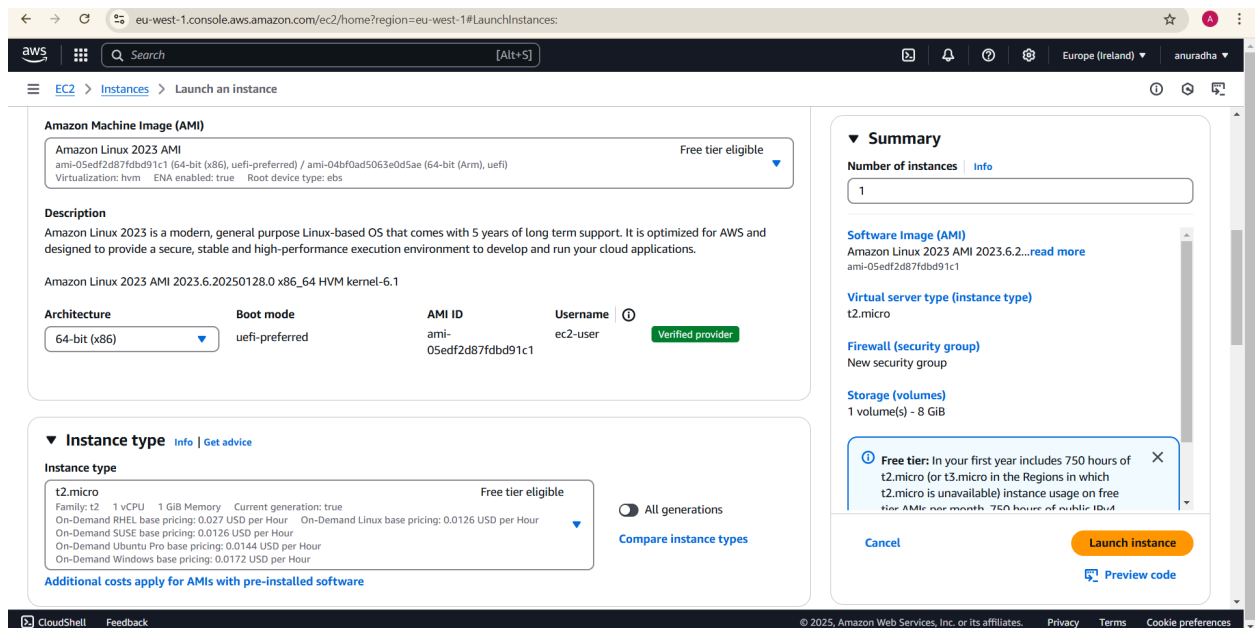 eu-west-1.console.aws.amazon.com/ec2/home?region=eu-west-1#LaunchInstances:
A
aws
Search
[Alt+S]
Europe (Ireland)
anuradha
EC2 > Instances > Launch an instance
Amazon Machine Image (AMI)
Amazon Linux 2023 AMI
Free tier eligible
ami-05edf2d87fdbd91c1 (64-bit (x86), uefi-preferred) / ami-04bf0ad5063e0d5ae (64-bit (Arm), uefi)
Virtualization: hvm ENA enabled: true Root device type: ebs
Description
Amazon Linux 2023 is a modern, general purpose Linux-based OS that comes with 5 years of long term support. It is optimized for AWS and
designed to provide a secure, stable and high-performance execution environment to develop and run your cloud applications.
Amazon Linux 2023 AMI 2023.6.20250128.0 x86_64 HVM kernel-6.1
Architecture
Boot mode
AMI ID
Username
64-bit (x86)
uefi-preferred
ami-
05edf2d87fdbd91c1
ec2-user
Verified provider
Instance type Info | Get advice
Instance type
t2.micro
Free tier eligible
Family: t2 1 vCPU 1 GiB Memory Current generation: true
On-Demand RHEL base pricing: 0.027 USD per Hour On-Demand Linux base pricing: 0.0126 USD per Hour
On-Demand SUSE base pricing: 0.0126 USD per Hour
On-Demand Ubuntu Pro base pricing: 0.0144 USD per Hour
On-Demand Windows base pricing: 0.0172 USD per Hour
All generations
Compare instance types
Additional costs apply for AMIs with pre-installed software
Summary
Number of instances Info
1
Software Image (AMI)
Amazon Linux 2023 AMI 2023.6.2...read more
ami-05edf2d87fdbd91c1
Virtual server type (instance type)
t2.micro
Firewall (security group)
New security group
Storage (volumes)
1 volume(s) - 8 GiB
Free tier: In your first year includes 750 hours of
t2.micro (or t3.micro in the Regions in which
t2.micro is unavailable) instance usage on free
tier AMIs per month, 750 hours of public IPv4
Cancel
Launch instance
Preview code
CloudShell
Feedback
© 2025, Amazon Web Services, Inc. or its affiliates.
Privacy
Terms
Cookie preferences